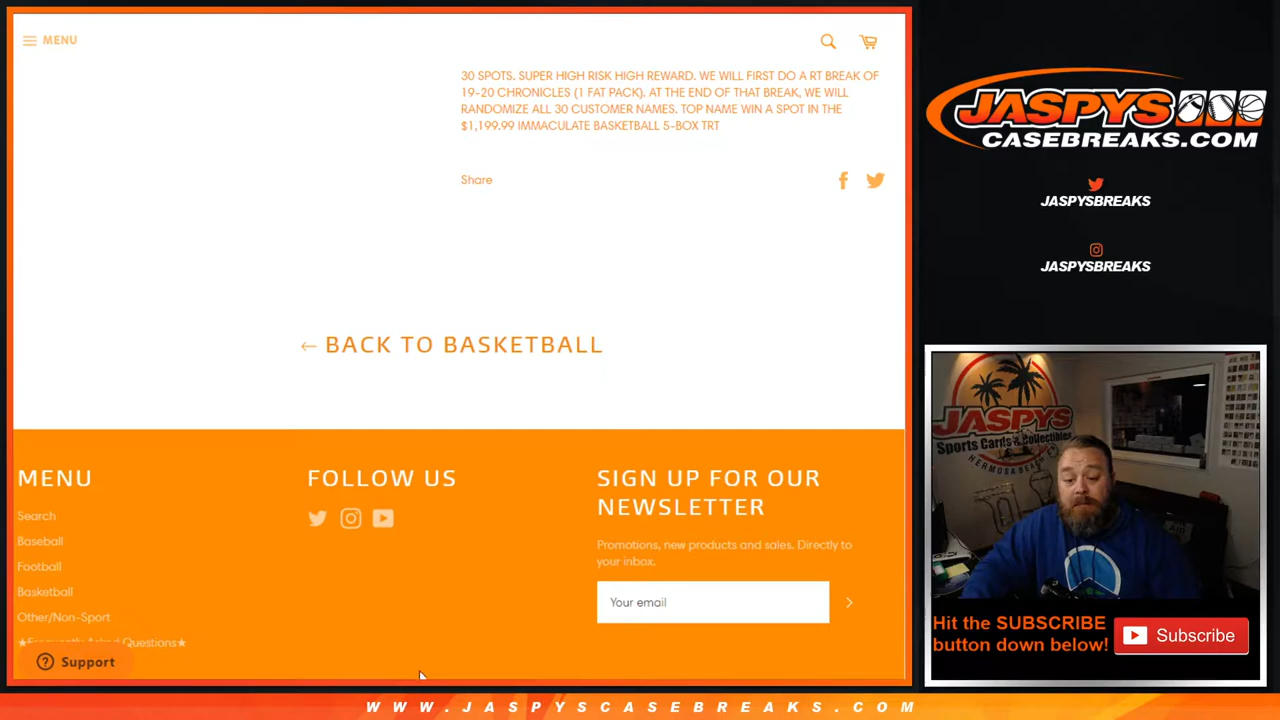 MENU
30 SPOTS. SUPER HIGH RISK HIGH REWARD. WE WILL FIRST DO A RT BREAK OF
19-20 CHRONICLES (1 FAT PACK). AT THE END OF THAT BREAK, WE WILL
RANDOMIZE ALL 30 CUSTOMER NAMES. TOP NAME WIN A SPOT IN THE
$1,199.99 IMMACULATE BASKETBALL 5-BOX TRT
Share
← BACK TO BASKETBALL
MENU
Search
Baseball
Football
Basketball
Other/Non-Sport
★Frequently Asked Questions★
Support
FOLLOW US
SIGN UP FOR OUR
NEWSLETTER
Promotions, new products and sales. Directly to
your inbox.
Your email
JASPYS
CASEBREAKS.COM
JASPYSBREAKS
JASPYSBREAKS
JASPYS
Sports Cards & Collectibles
HERMOSA BEACH
Hit the SUBSCRIBE
button down below!
Subscribe
WWW.JASPYSCASEBREAKS.COM